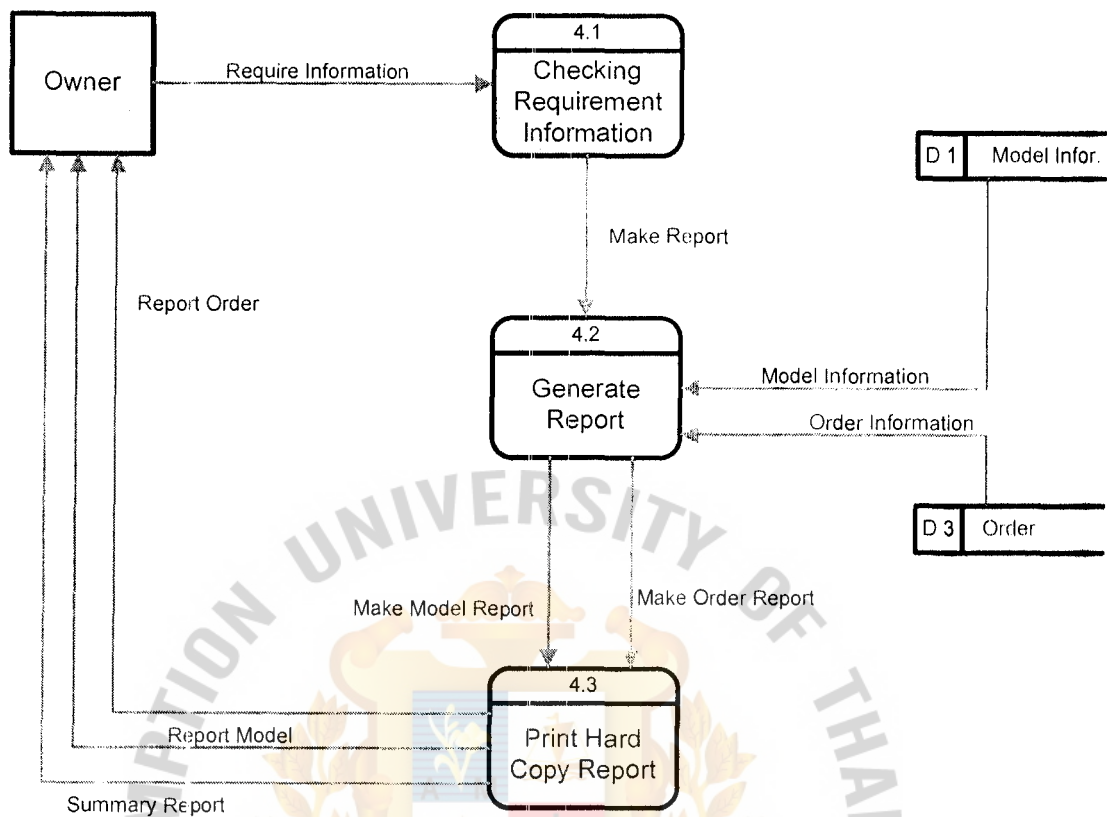 4.1
Owner
Require Information
Checking
Requirement
Information
D 1
Model Infor.
Make Report
Report Order
4.2
Generate
Report
Model Information
Order Information
D 3
Order
UNIVERSITY OF
Make Model Report
Make Order Report
4.3
Report Model
Print Hard
Copy Report
Summary Report